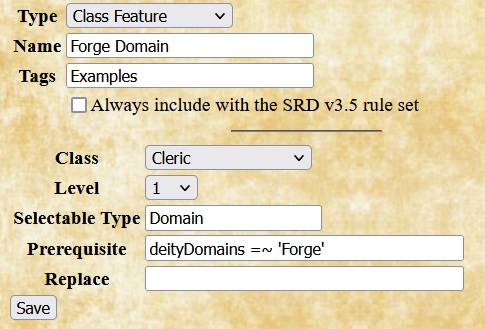 Type Class Feature
Name Forge Domain
Tags Examples
Always include with the SRD v3.5 rule set
Class Cleric
Level 1
Selectable Type Domain
Prerequisite deityDomains =~ 'Forge'
Replace
Save